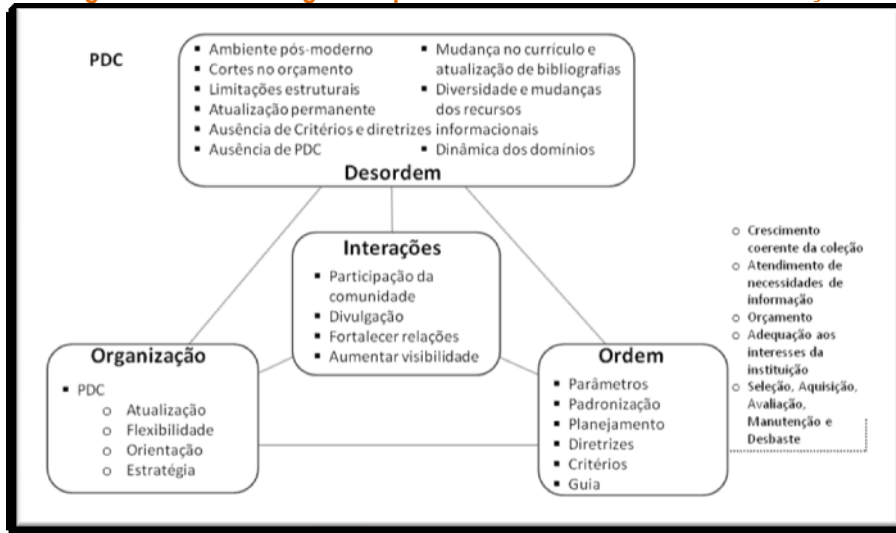 PDC
Ambiente pós-moderno
Cortes no orçamento
Limitações estruturais
Atualização permanente
Ausência de Critérios e diretrizes informacionais
Ausência de PDC
Mudança no currículo e
atualização de bibliografias
Diversidade e mudanças
dos recursos
Dinâmica dos domínios
Desordem
Interações
Participação da
comunidade
Divulgação
Fortalecer relações
Aumentar visibilidade
Organização
PDC
Atualização
Flexibilidade
Orientação
Estratégia
Ordem
Parâmetros
Padronização
Planejamento
Diretrizes
Critérios
Guia
Crescimento
coerente da coleção
Atendimento de
necessidades de
informação
Orçamento
Adequação aos
interesses da
instituição
Seleção, Aquisição,
Avaliação,
Manutenção e
Desbaste